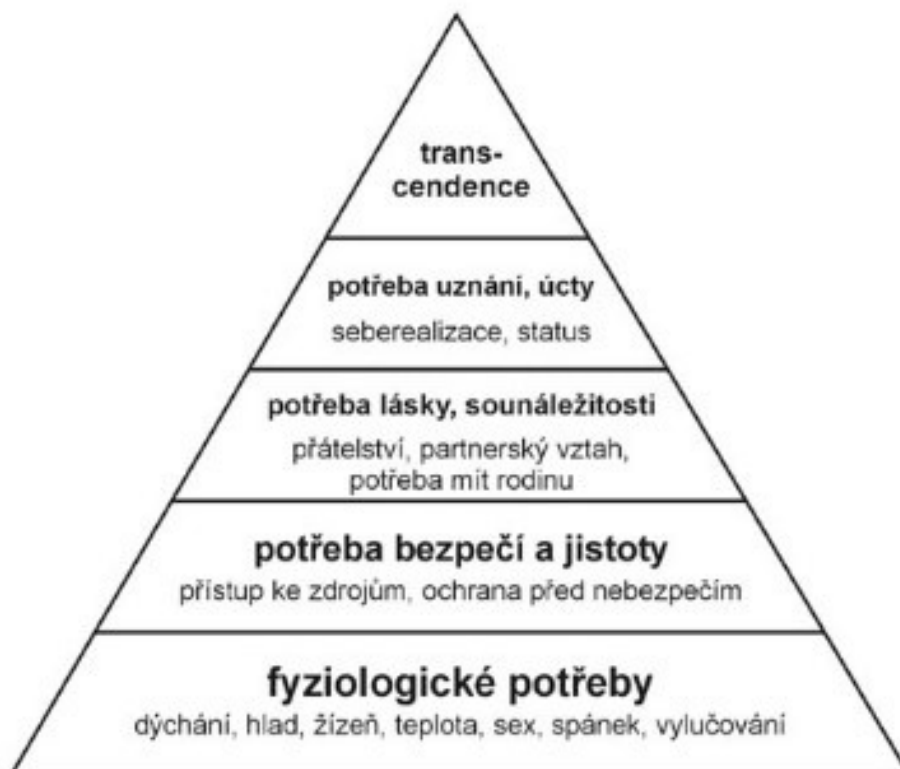 trans-
cendence
potřeba uznání, úcty
seberealizace, status
potřeba lásky, sounáležitosti
přátelství, partnerský vztah,
potřeba mít rodinu
potřeba bezpečí a jistoty
přístup ke zdrojům, ochrana před nebezpečím
fyziologické potřeby
dýchání, hlad, žízeň, teplota, sex, spánek, vylučování